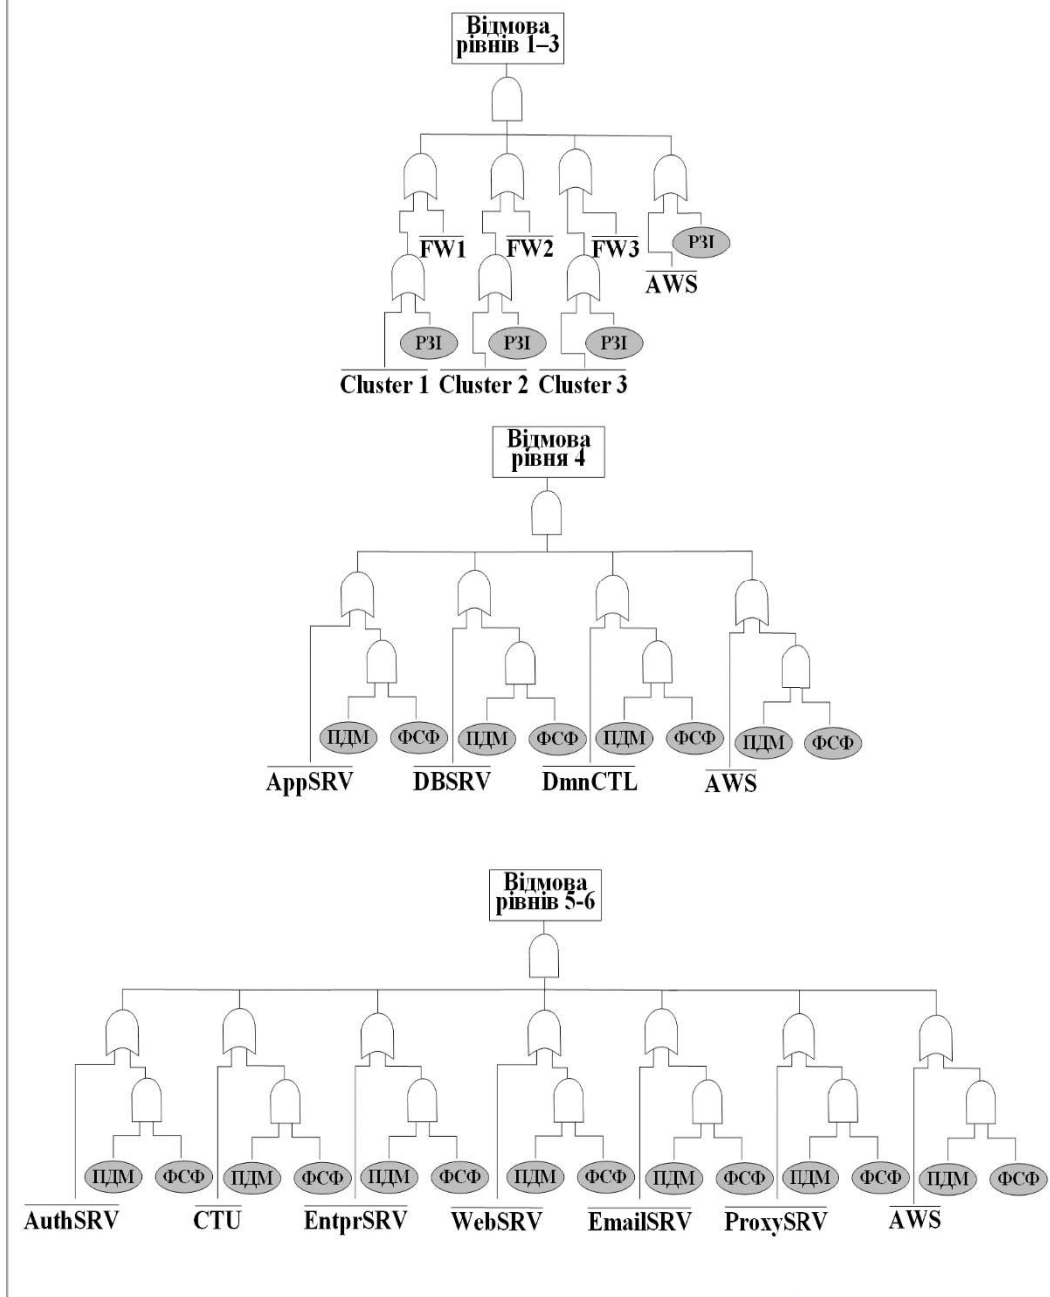 Відмова
рівнів 1–3
FW1 FW2 FW3 РЗІ
AWS
РЗІ РЗІ РЗІ
Cluster 1 Cluster 2 Cluster 3
Відмова
рівня 4
ПДМ ФСФ ПДМ ФСФ ПДМ ФСФ ПДМ ФСФ
AppSRV DBSRV DmnCTL AWS
Відмова
рівнів 5-6
ПДМ ФСФ ПДМ ФСФ ПДМ ФСФ ПДМ ФСФ ПДМ ФСФ ПДМ ФСФ ПДМ ФСФ
AuthSRV CTU EntprSRV WebSRV EmailSRV ProxySRV AWS